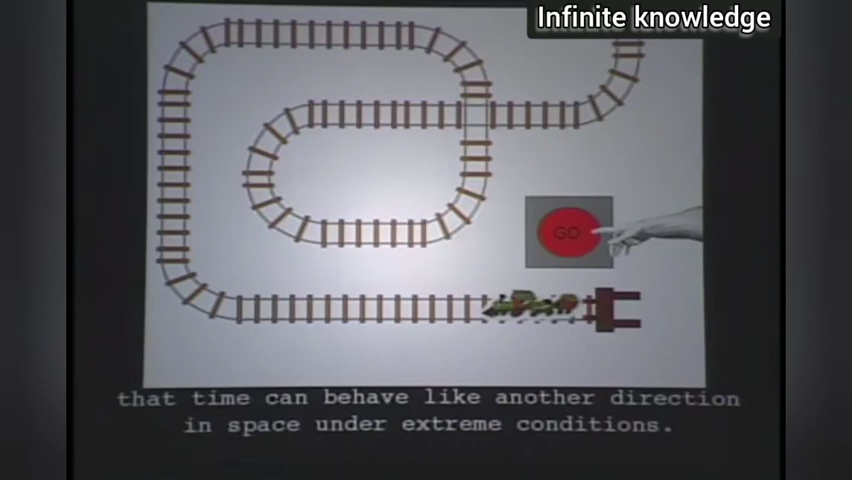 Infinite knowledge
GO
that time can behave like another direction
in space under extreme conditions.